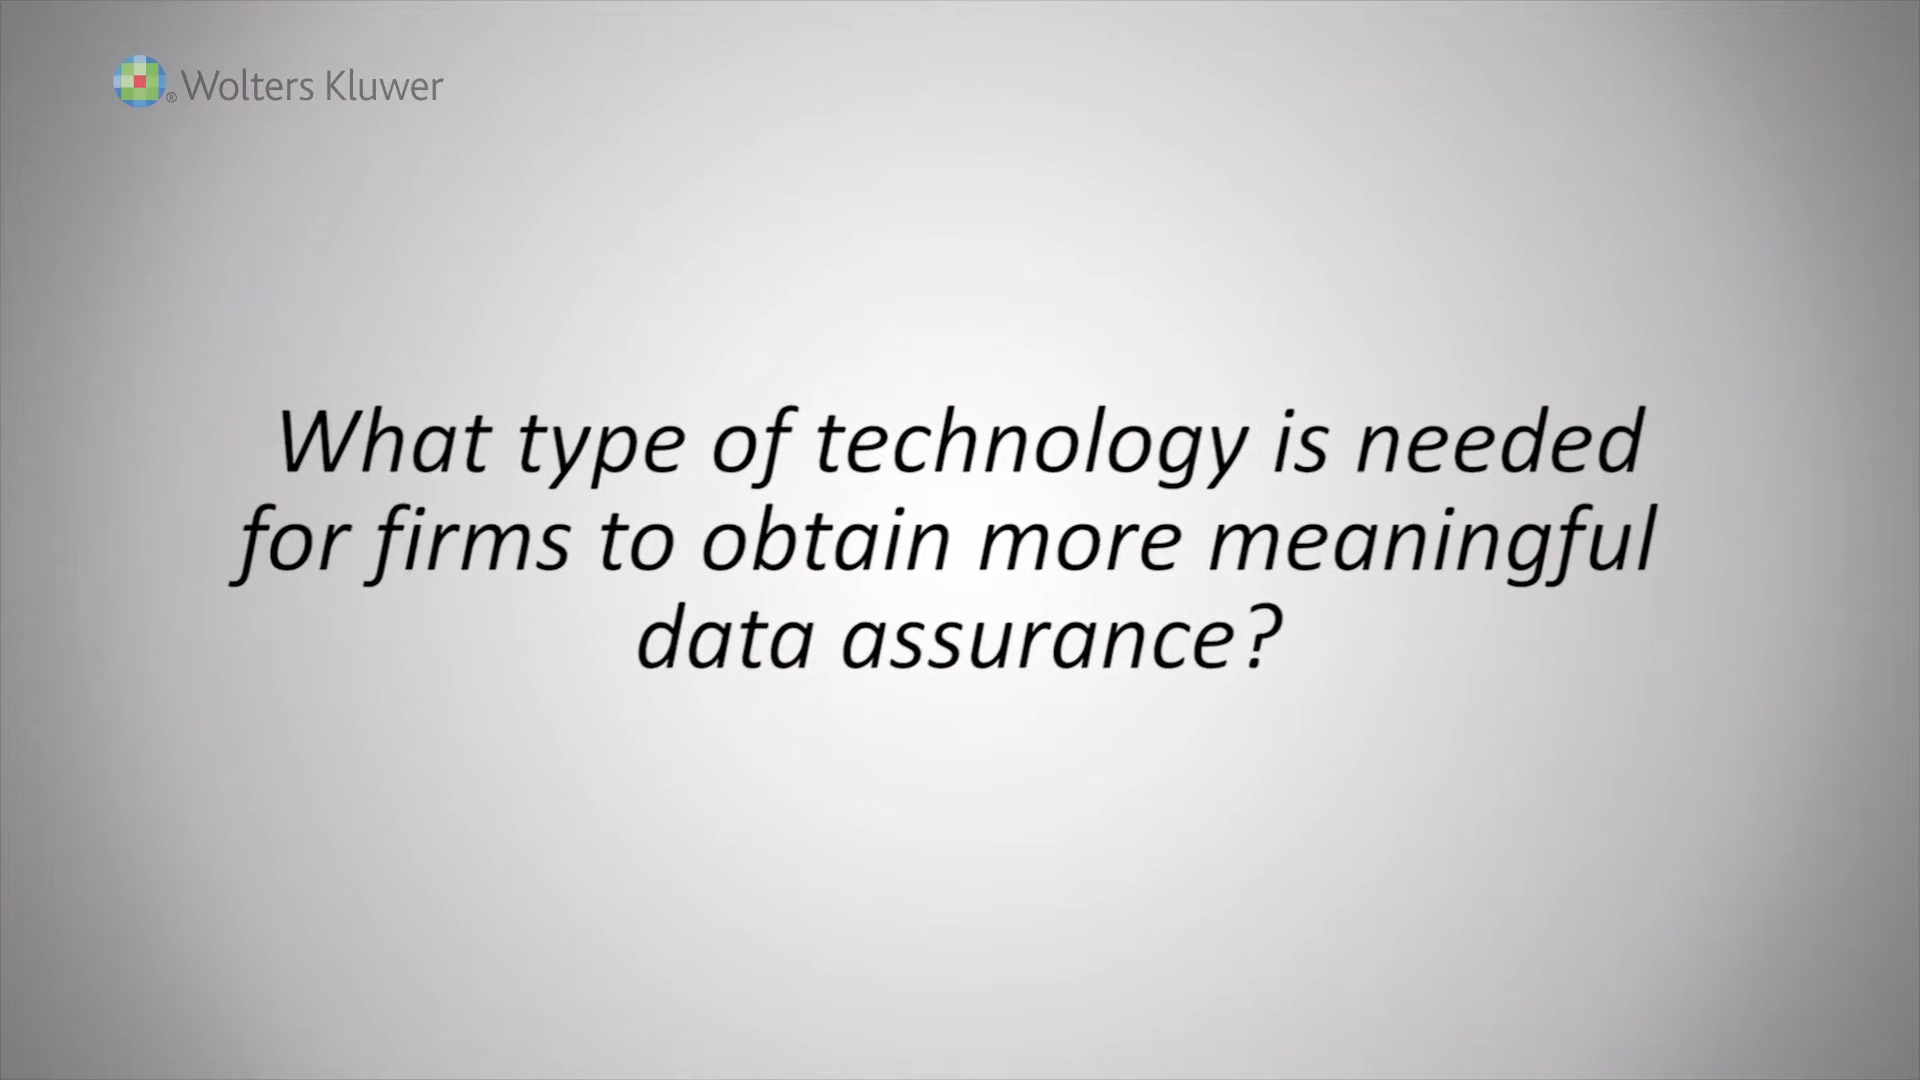 ® Wolters Kluwer
What type of technology is needed
for firms to obtain more meaningful
data assurance?